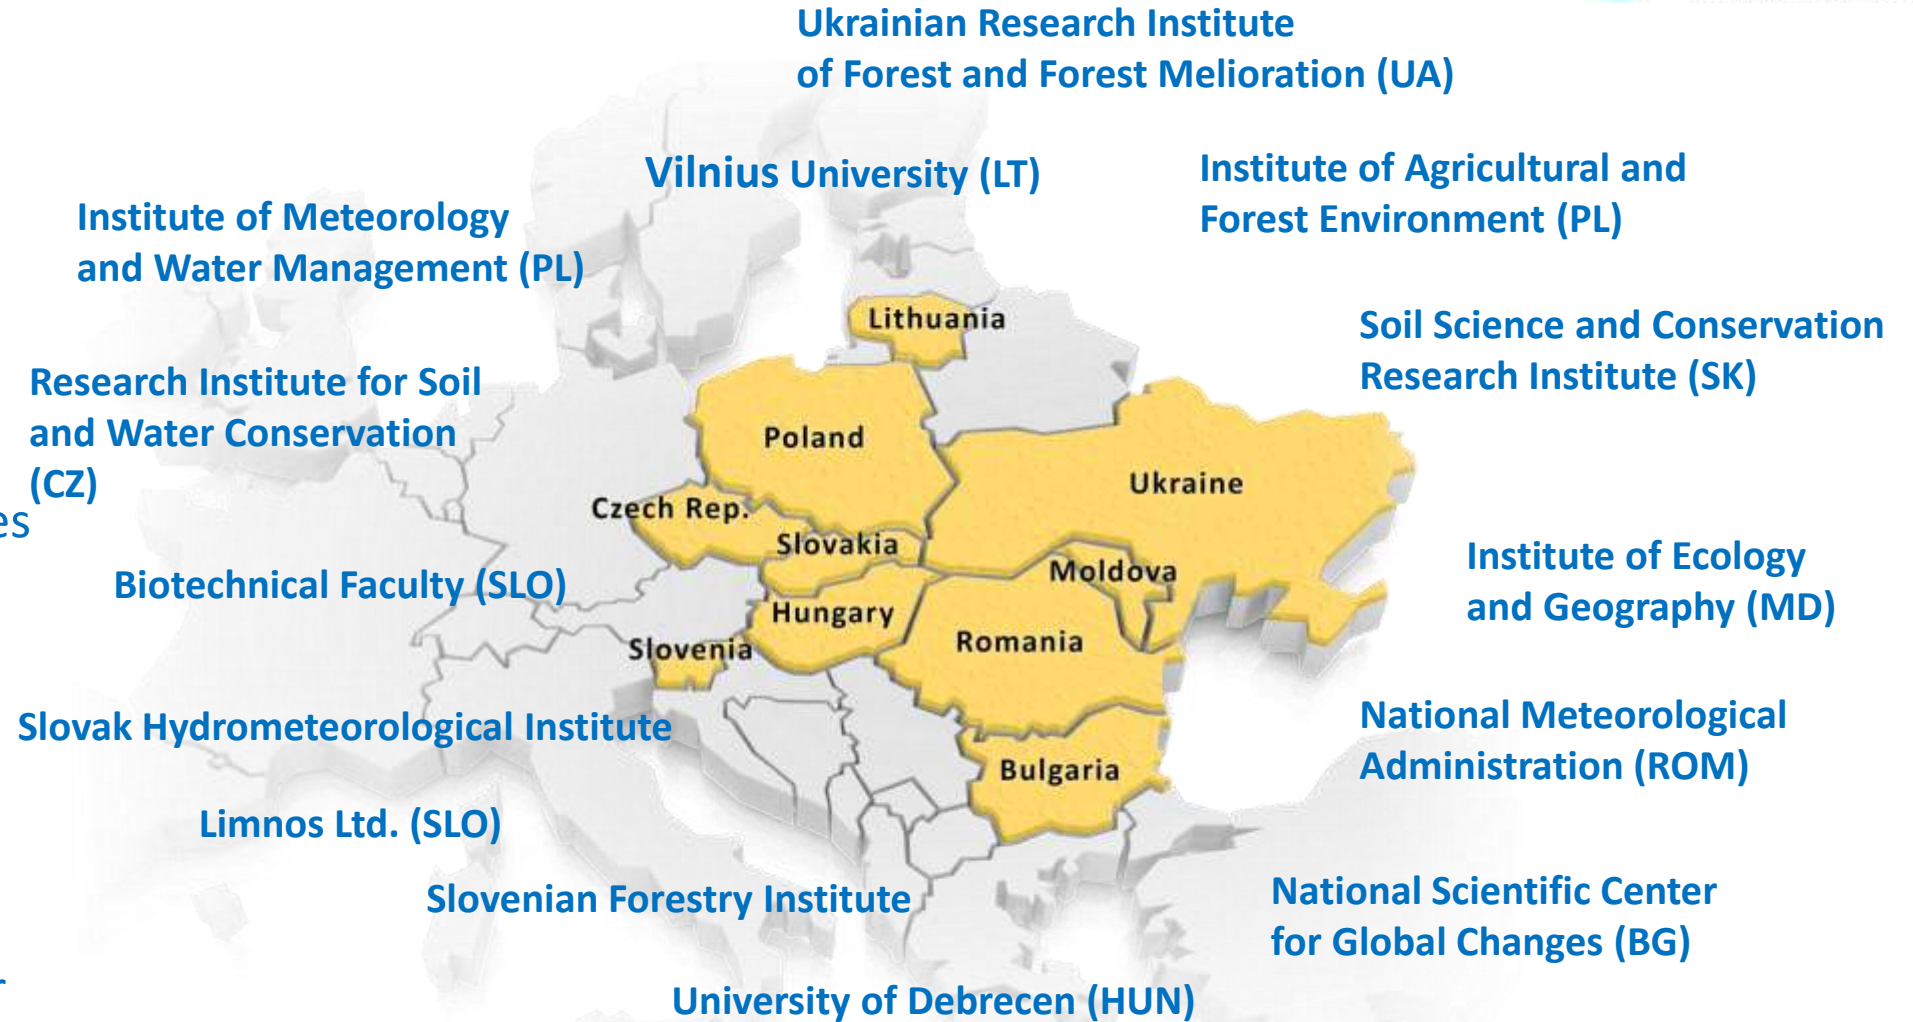 Ukrainian Research Institute
of Forest and Forest Melioration (UA)
Vilnius University (LT)
Institute of Agricultural and
Forest Environment (PL)
Institute of Meteorology
and Water Management (PL)
Lithuania
Soil Science and Conservation
Research Institute (SK)
Research Institute for Soil
and Water Conservation
(CZ)
Poland
Ukraine
Czech Rep.
es
Slovakia
Institute of Ecology
and Geography (MD)
Moldova
Biotechnical Faculty (SLO)
Hungary
Romania
Slovenia
Slovak Hydrometeorological Institute
National Meteorological
Administration (ROM)
Bulgaria
Limnos Ltd. (SLO)
Slovenian Forestry Institute
National Scientific Center
for Global Changes (BG)
University of Debrecen (HUN)